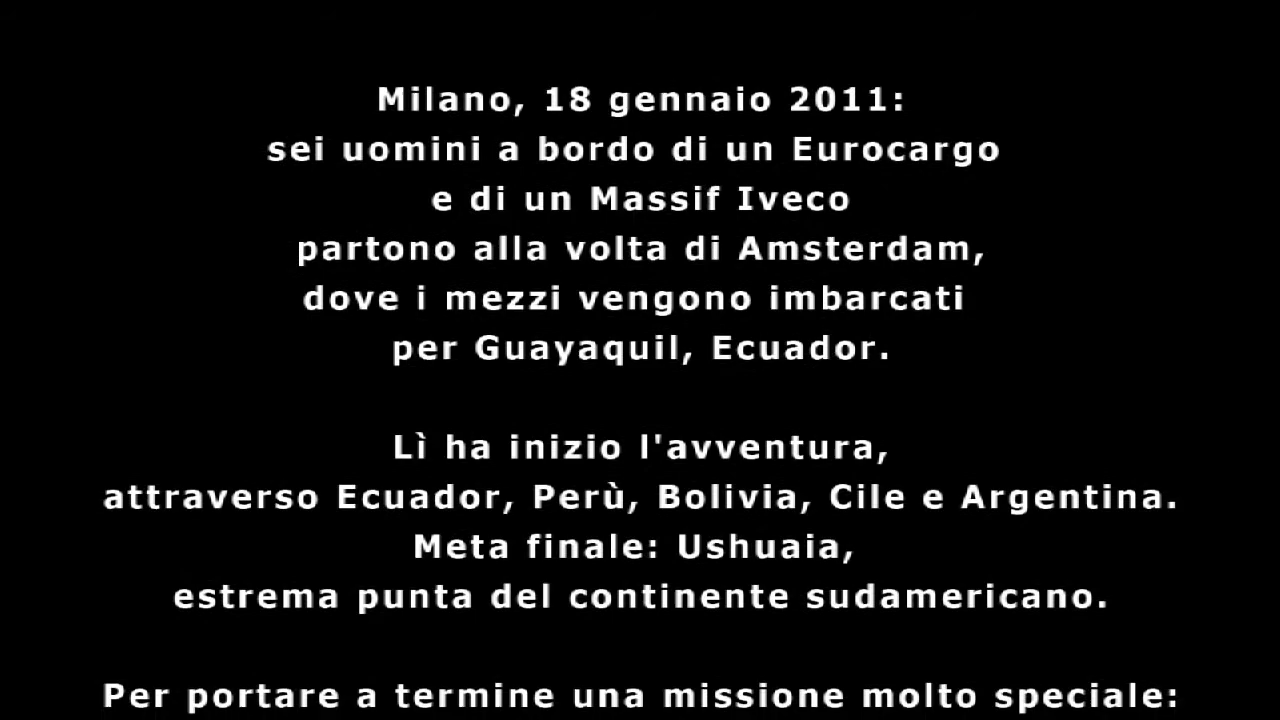 Milano, 18 gennaio 2011:
sei uomini a bordo di un Eurocargo
e di un Massif Iveco
partono alla volta di Amsterdam,
dove i mezzi vengono imbarcati
per Guayaquil, Ecuador.
Lì ha inizio l'avventura,
attraverso Ecuador, Perù, Bolivia, Cile e Argentina.
Meta finale: Ushuaia,
estrema punta del continente sudamericano.
Per portare a termine una missione molto speciale: